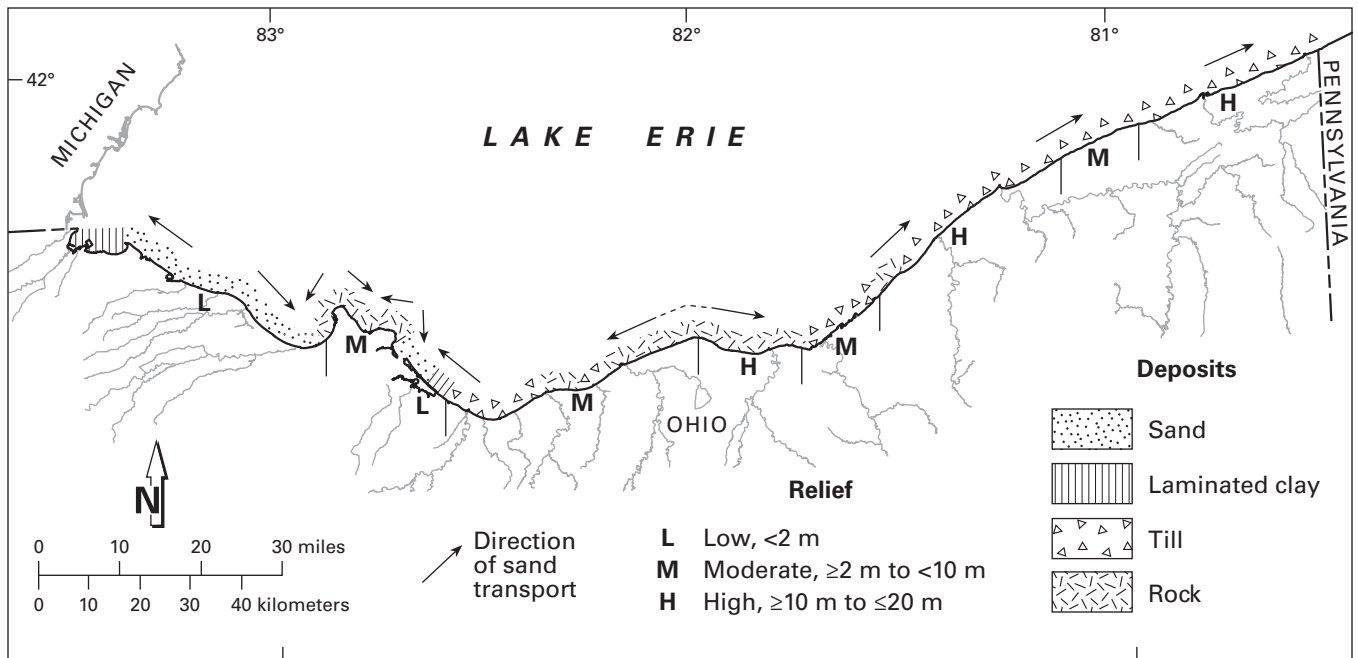 83°
82°
81°
42°
MICHIGAN
LAKE ERIE
PENNSYLVANIA
H
M
H
L
M
H
M
M
L
OHIO
N
0 10 20 30 miles
0 10 20 30 40 kilometers
Direction
of sand
transport
Relief
L Low, <2 m
M Moderate, ≥2 m to <10 m
H High, ≥10 m to ≤20 m
Deposits
Sand
Laminated clay
Till
Rock